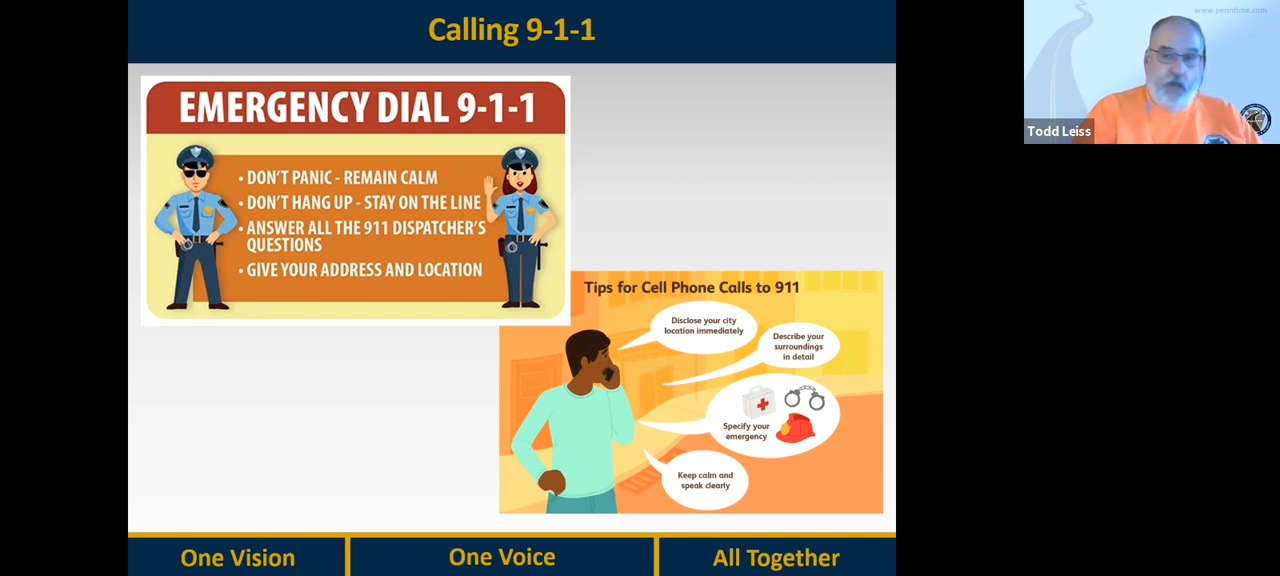 Calling 9-1-1
EMERGENCY DIAL 9-1-1
• DON'T PANIC - REMAIN CALM
• DON'T HANG UP - STAY ON THE LINE
• ANSWER ALL THE 911 DISPATCHER'S
QUESTIONS
• GIVE YOUR ADDRESS AND LOCATION
Tips for Cell Phone Calls to 911
Disclose your city
location immediately
Describe your
surroundings
in detail
Specify your
emergency
Keep calm and
speak clearly
One Vision
One Voice
All Together
www.penntime.com
Todd Leiss